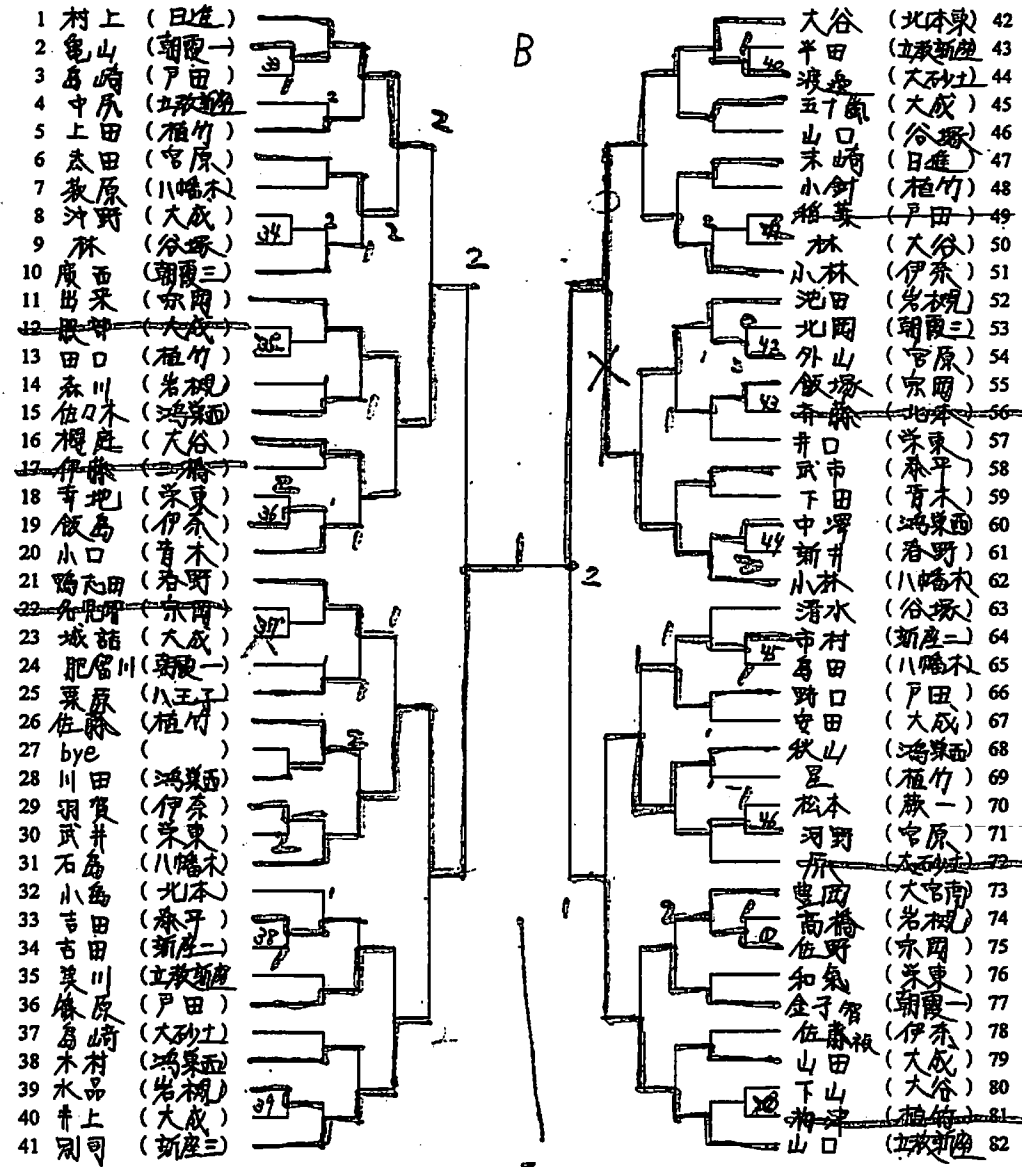 B
1 村上 (日進)
2 亀山 (朝霞一)
3 島崎 (戸田)
4 中尻 (立教新座)
5 上田 (植竹)
6 太田 (宮原)
7 萩原 (八幡木)
8 沖野 (大成)
9 林 (谷塚)
10 廣西 (朝霞三)
11 出来 (宗岡)
12 服部 (大成)
13 田口 (植竹)
14 森川 (岩槻)
15 佐々木 (鴻巣西)
16 櫻庭 (大谷)
17 伊藤 (三橋)
18 幸地 (栄東)
19 飯島 (伊奈)
20 小口 (青木)
21 鴨志田 (春野)
22 (宗岡)
23 城詰 (大成)
24 肥留川 (朝霞一)
25 栗原 (八王子)
26 佐藤 (植竹)
27 bye ( )
28 川田 (鴻巣西)
29 羽賀 (伊奈)
30 武井 (栄東)
31 石島 (八幡木)
32 小島 (北本)
33 吉田 (泰平)
34 吉田 (新座二)
35 川 (立教新座)
36 篠原 (戸田)
37 島崎 (大砂土)
38 木村 (鴻巣西)
39 水品 (岩槻)
40 井上 (大成)
41 別司 (新座三)
大谷 (北本東) 42
半田 (立教新座) 43
渡邉 (大砂土) 44
五十嵐 (大成) 45
山口 (谷塚) 46
末崎 (日進) 47
小針 (植竹) 48
稲葉 (戸田) 49
林 (大谷) 50
小林 (伊奈) 51
池田 (岩槻) 52
北岡 (朝霞三) 53
外山 (宮原) 54
飯塚 (宗岡) 55
斉藤 (北本) 56
井口 (栄東) 57
武市 (泰平) 58
下田 (青木) 59
中澤 (鴻巣西) 60
新井 (春野) 61
小林 (八幡木) 62
清水 (谷塚) 63
市村 (新座二) 64
島田 (八幡木) 65
野口 (戸田) 66
安田 (大成) 67
秋山 (鴻巣西) 68
星 (植竹) 69
松本 (蕨一) 70
河野 (宮原) 71
原 (大砂土) 72
豊岡 (大宮南) 73
高橋 (岩槻) 74
佐野 (宗岡) 75
和氣 (栄東) 76
金子智 (朝霞一) 77
佐藤 (伊奈) 78
山田 (大成) 79
下山 (大谷) 80
梅津 (植竹) 81
山口 (立教新座) 82
33
34
36
38
39
40
42
43
44
45
46
2
2
2
1